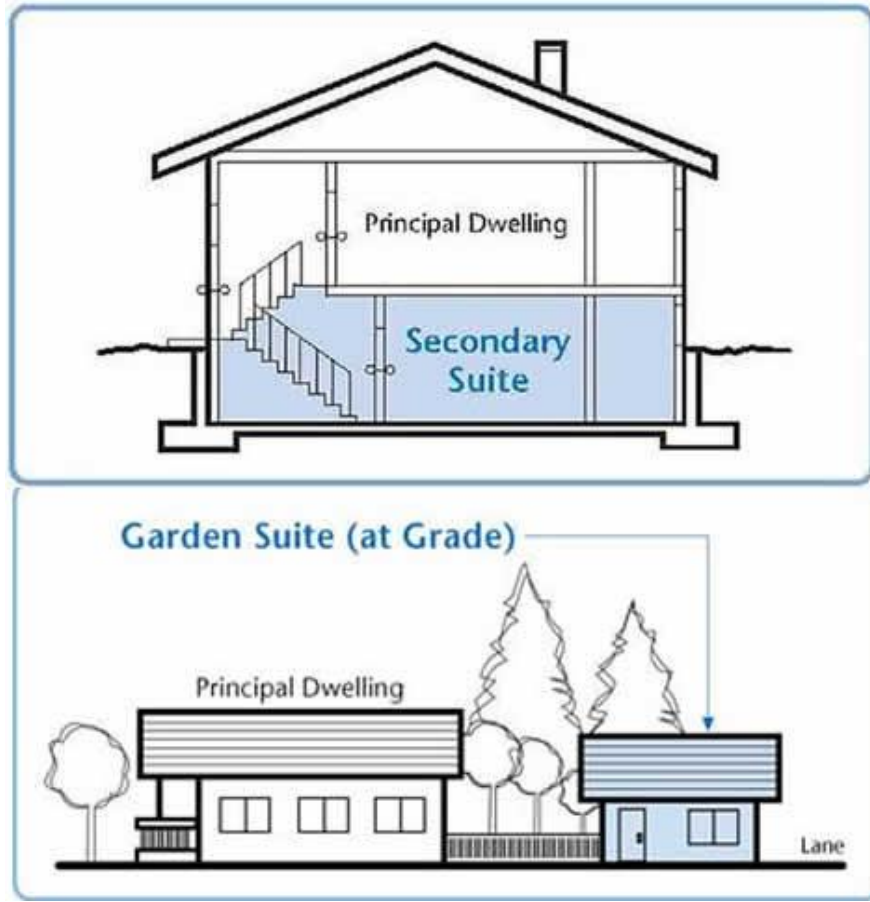 Principal Dwelling
Secondary
Suite
Garden Suite (at Grade)
Principal Dwelling
Lane